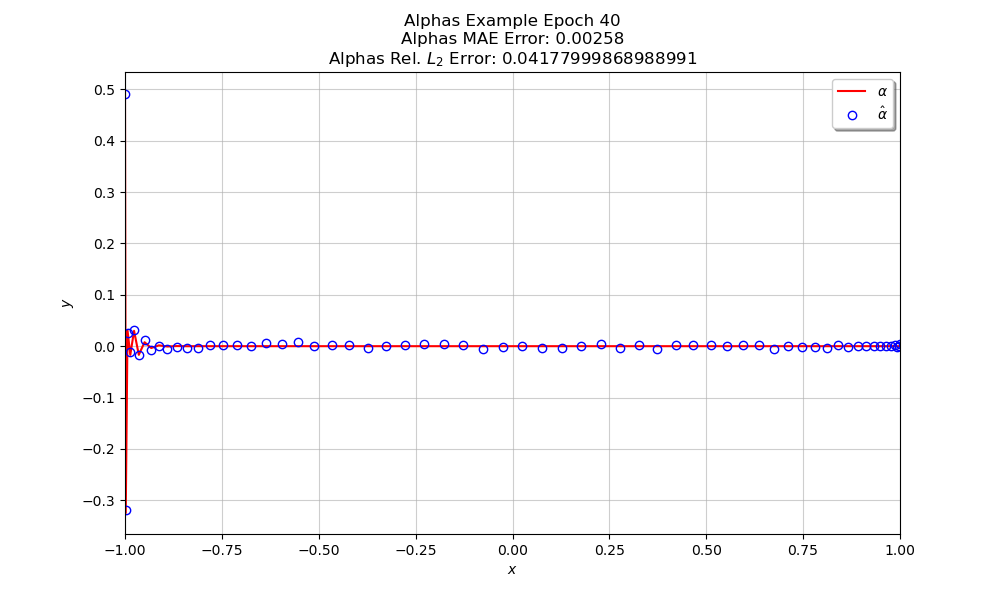 Alphas Example Epoch 40
Alphas MAE Error: 0.00258
Alphas Rel. $L_2$ Error: 0.04177999868988991
α
α̂
0.5
0.4
0.3
0.2
0.1
0.0
−0.1
−0.2
−0.3
y
−1.00 −0.75 −0.50 −0.25 0.00 0.25 0.50 0.75 1.00
x